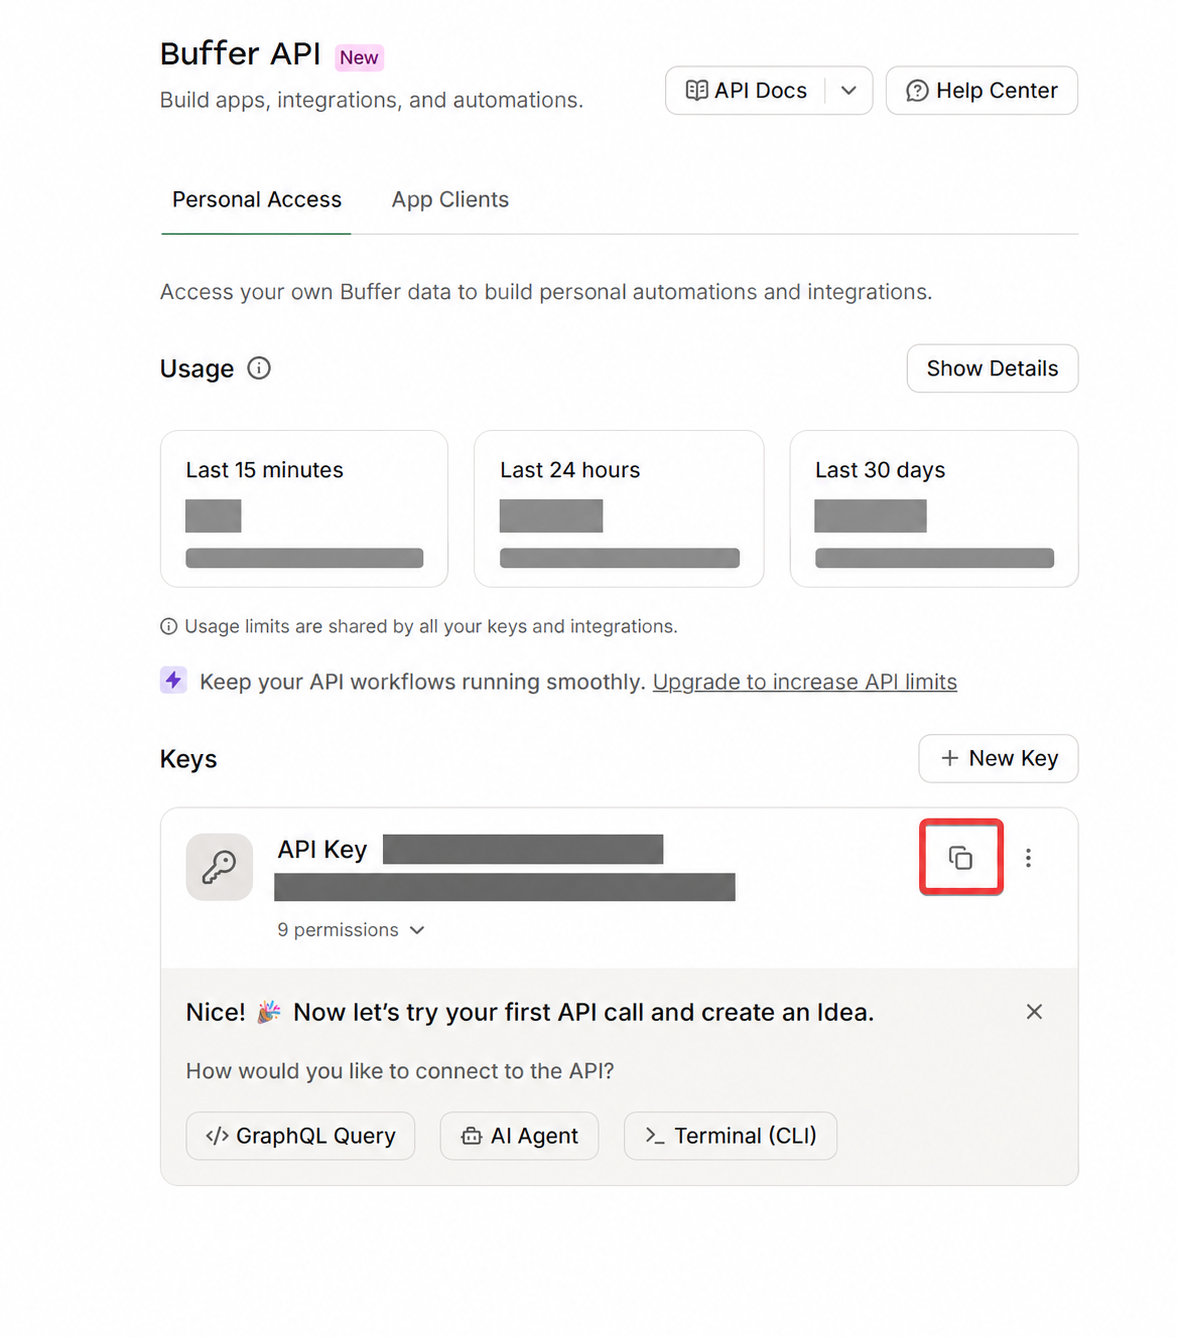 Buffer API New
Build apps, integrations, and automations.
API Docs
Help Center
Personal Access
App Clients
Access your own Buffer data to build personal automations and integrations.
Usage
Show Details
Last 15 minutes
Last 24 hours
Last 30 days
Usage limits are shared by all your keys and integrations.
Keep your API workflows running smoothly. Upgrade to increase API limits
Keys
+ New Key
API Key
9 permissions
Nice! 🎉 Now let's try your first API call and create an Idea.
How would you like to connect to the API?
</> GraphQL Query
AI Agent
>_ Terminal (CLI)